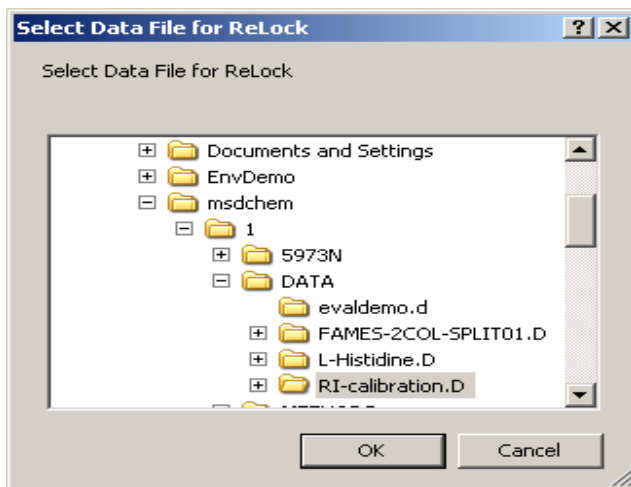 Select Data File for ReLock
Select Data File for ReLock
Documents and Settings
EnvDemo
msdchem
1
5973N
DATA
evaldemo.d
FAMES-2COL-SPLIT01.D
L-Histidine.D
RI-calibration.D
OK Cancel